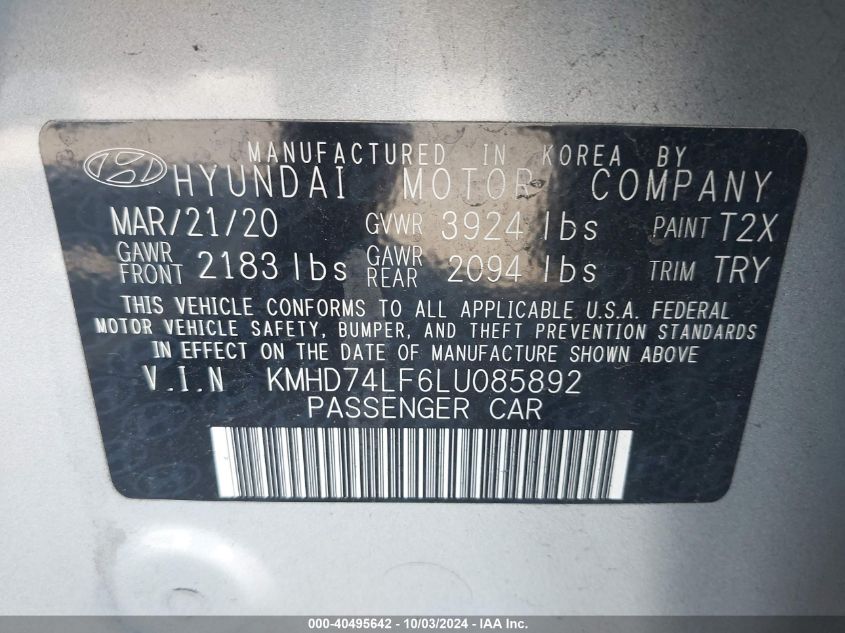 MANUFACTURED IN KOREA BY
HYUNDAI MOTOR COMPANY
MAR/21/20 GVWR 3924 lbs PAINT T2X
GAWR FRONT 2183 lbs GAWR REAR 2094 lbs TRIM TRY
THIS VEHICLE CONFORMS TO ALL APPLICABLE U.S.A. FEDERAL
MOTOR VEHICLE SAFETY, BUMPER, AND THEFT PREVENTION STANDARDS
IN EFFECT ON THE DATE OF MANUFACTURE SHOWN ABOVE
V.I.N KMHD74LF6LU085892
PASSENGER CAR
000-40495642 - 10/03/2024 - IAA Inc.